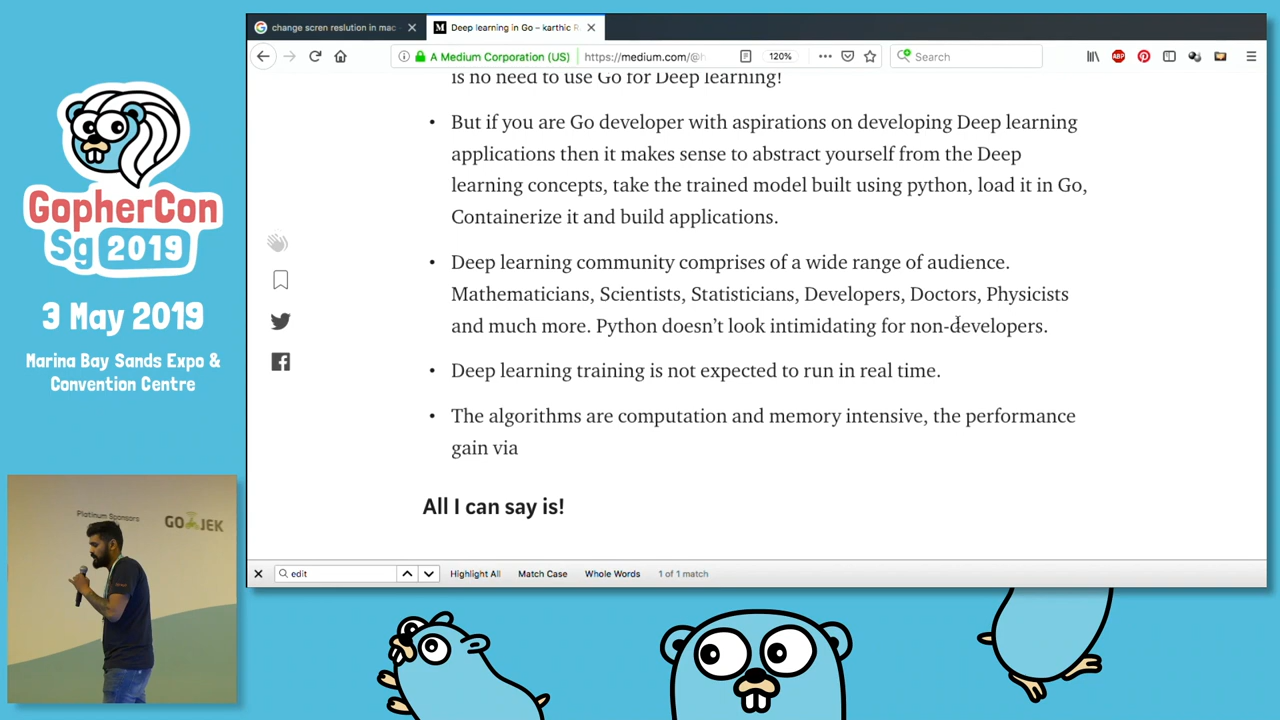 GopherCon
Sg 2019
3 May 2019
Marina Bay Sands Expo &
Convention Centre
Platinum Sponsors
GO JEK
change scren reslution in mac
Deep learning in Go – karthic R
A Medium Corporation (US)
https://medium.com/@h
120%
Search
ABP
is no need to use Go for Deep learning!
• But if you are Go developer with aspirations on developing Deep learning
applications then it makes sense to abstract yourself from the Deep
learning concepts, take the trained model built using python, load it in Go,
Containerize it and build applications.
• Deep learning community comprises of a wide range of audience.
Mathematicians, Scientists, Statisticians, Developers, Doctors, Physicists
and much more. Python doesn’t look intimidating for non-developers.
• Deep learning training is not expected to run in real time.
• The algorithms are computation and memory intensive, the performance
gain via
All I can say is!
edit
Highlight All
Match Case
Whole Words
1 of 1 match